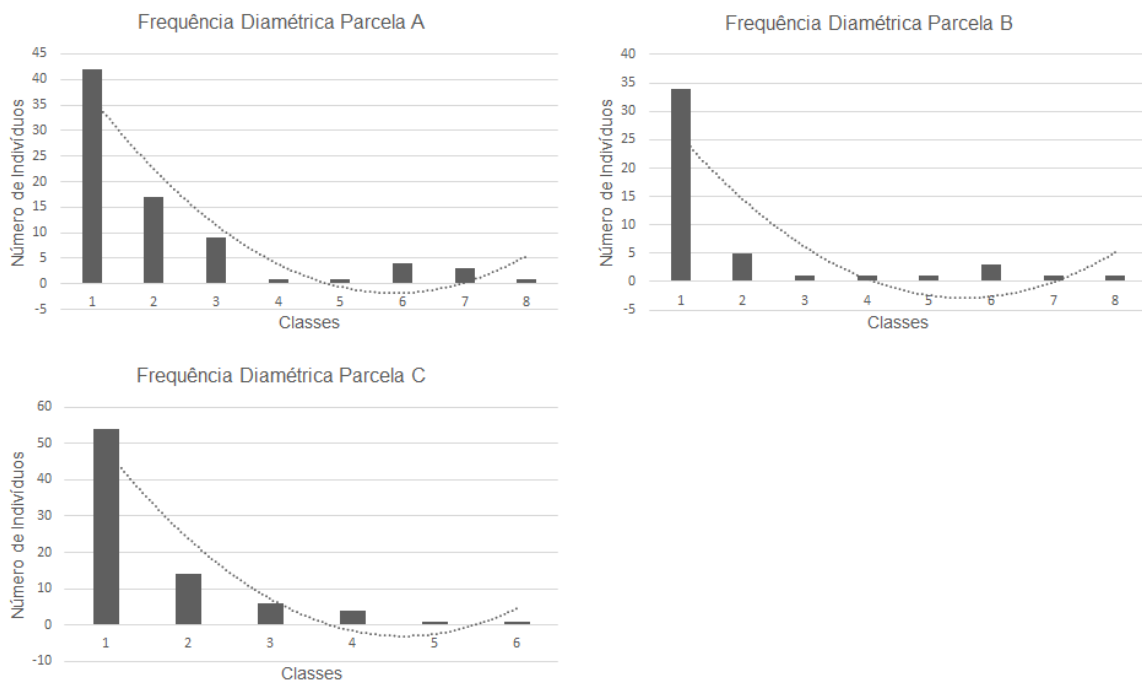 Frequência Diamétrica Parcela A
Número de Indivíduos
45
40
35
30
25
20
15
10
5
0
-5
1 2 3 4 5 6 7 8
Classes
Frequência Diamétrica Parcela B
Número de Indivíduos
40
35
30
25
20
15
10
5
0
-5
1 2 3 4 5 6 7 8
Classes
Frequência Diamétrica Parcela C
Número de Indivíduos
60
50
40
30
20
10
0
-10
1 2 3 4 5 6
Classes